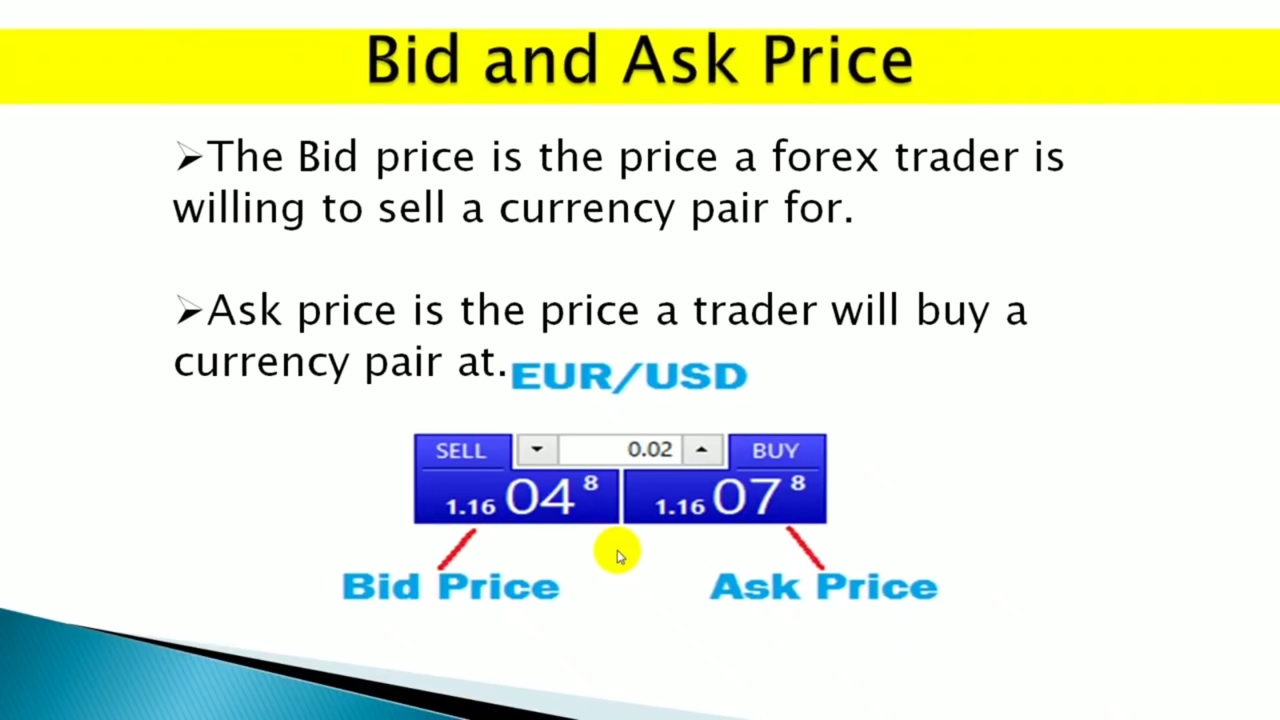 Bid and Ask Price
➢The Bid price is the price a forex trader is
willing to sell a currency pair for.
➢Ask price is the price a trader will buy a
currency pair at.
EUR/USD
SELL 0.02 BUY
1.16 04 8 1.16 07 8
Bid Price Ask Price